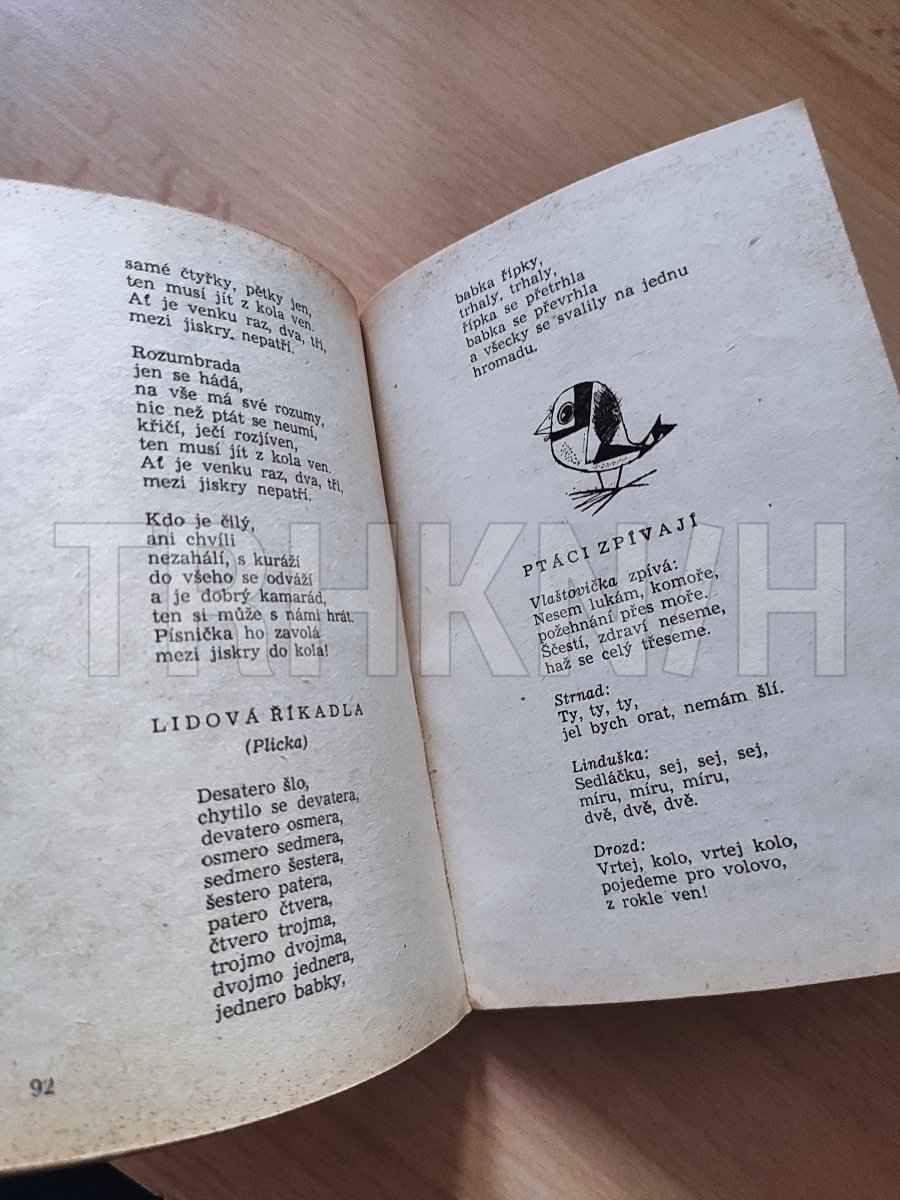 samé čtyřky, pětky jen,
ten musí jít z kola ven.
Ať je venku raz, dva, tři,
mezi jiskry nepatří.
Rozumbrada
jen se hádá,
na vše má své rozumy,
nic než ptát se neumí,
křičí, ječí rozjíven,
ten musí jít z kola ven.
Ať je venku raz, dva, tři,
mezi jiskry nepatří.
Kdo je čilý,
ani chvíli
nezahálí, s kuráží
do všeho se odváží
a je dobrý kamarád,
ten si může s námi hrát.
Písnička ho zavolá
mezi jiskry do kola!
LIDOVÁ ŘÍKADLA
(Plicka)
Desatero šlo,
chytilo se devatera,
devatero osmera,
osmero sedmera,
sedmero šestera,
šestero patera,
patero čtvera,
čtvero trojma,
trojmo dvojma,
dvojmo jednera,
jednero babky,
92
babka řípky,
trhaly, trhaly,
řípka se přetrhla
babka se převrhla
a všecky se svalily na jednu
hromadu.
PTÁCI ZPÍVAJÍ
Vlaštovička zpívá:
Nesem lukám, komoře,
požehnání přes moře.
Ščestí, zdraví neseme,
haž se celý třeseme.
Strnad:
Ty, ty, ty,
jel bych orat, nemám šlí.
Linduška:
Sedláčku, sej, sej, sej,
míru, míru, míru,
dvě, dvě, dvě.
Drozd:
Vrtej, kolo, vrtej kolo,
pojedeme pro volovo,
z rokle ven!
TRHKNIH